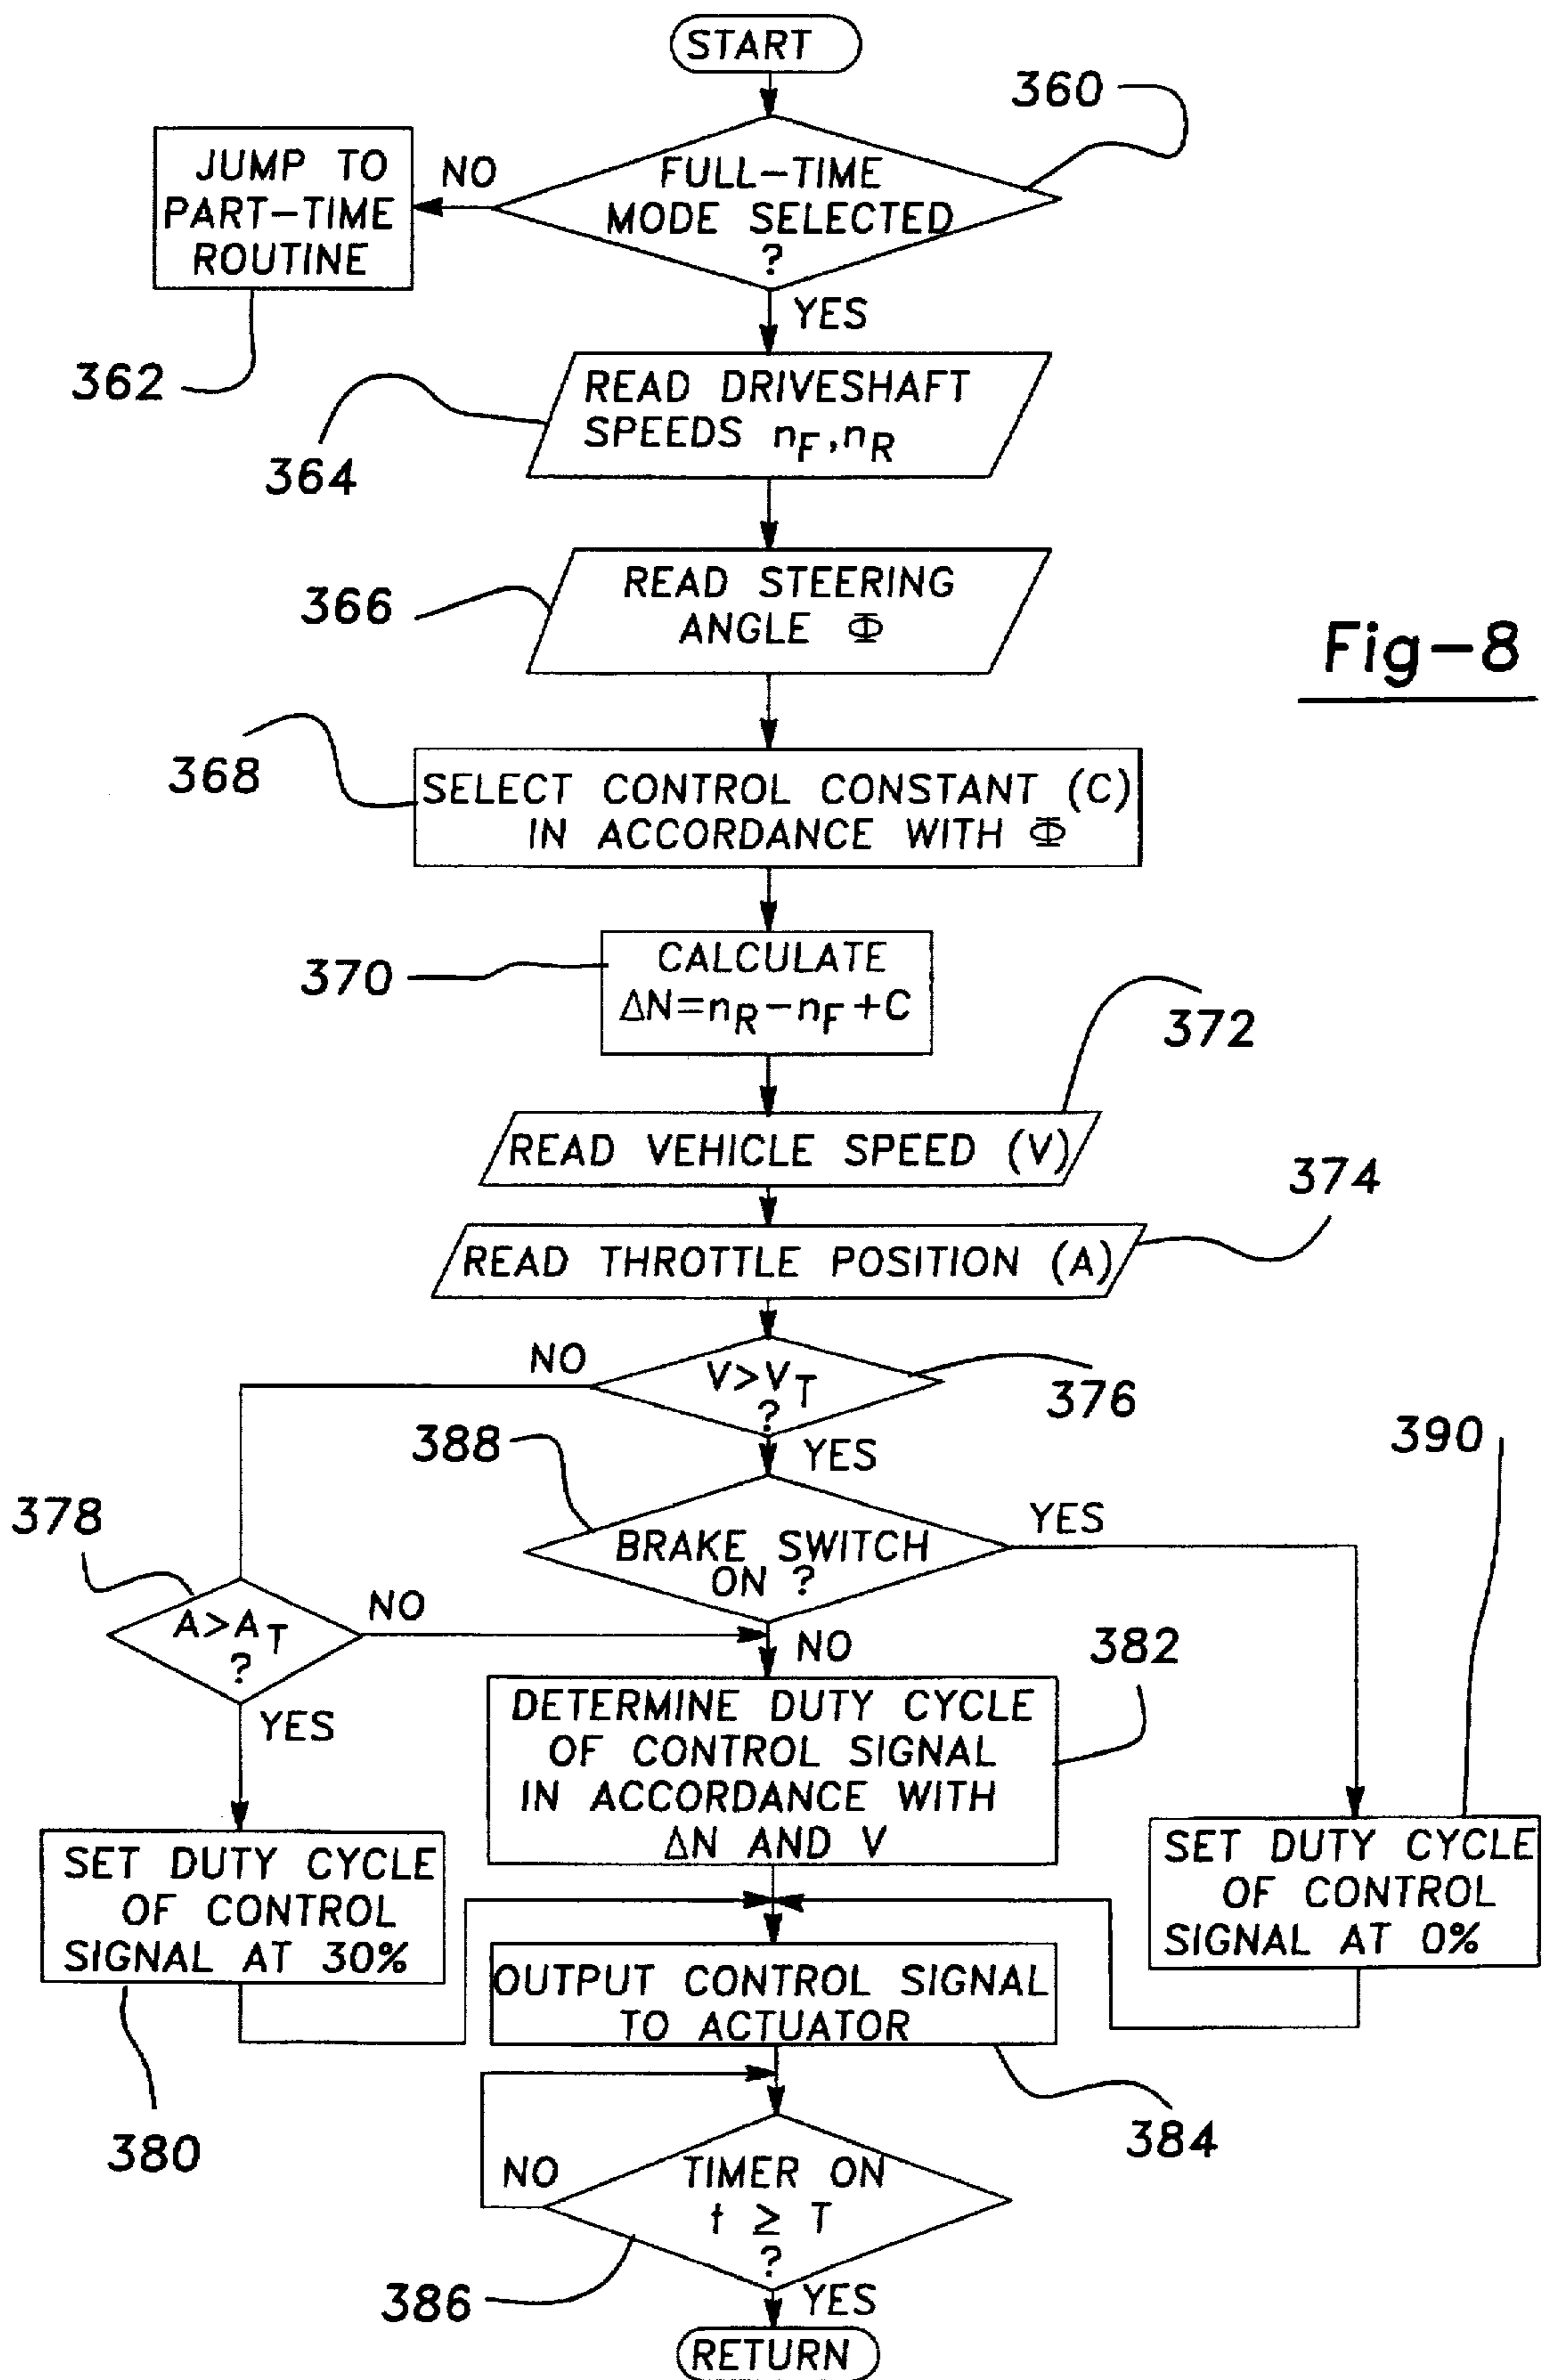 START
360
FULL-TIME
MODE SELECTED
?
NO
JUMP TO
PART-TIME
ROUTINE
362
YES
READ DRIVESHAFT
SPEEDS nF,nR
364
READ STEERING
ANGLE Φ
366
Fig-8
SELECT CONTROL CONSTANT (C)
IN ACCORDANCE WITH Φ
368
CALCULATE
ΔN=nR-nF+C
370
372
READ VEHICLE SPEED (V)
374
READ THROTTLE POSITION (A)
NO
V>VT
?
376
YES
388
390
378
BRAKE SWITCH
ON ?
YES
A>AT
?
NO
NO
382
YES
DETERMINE DUTY CYCLE
OF CONTROL SIGNAL
IN ACCORDANCE WITH
ΔN AND V
SET DUTY CYCLE
OF CONTROL
SIGNAL AT 30%
SET DUTY CYCLE
OF CONTROL
SIGNAL AT 0%
OUTPUT CONTROL SIGNAL
TO ACTUATOR
380
384
NO
TIMER ON
t ≥ T
?
386
YES
RETURN